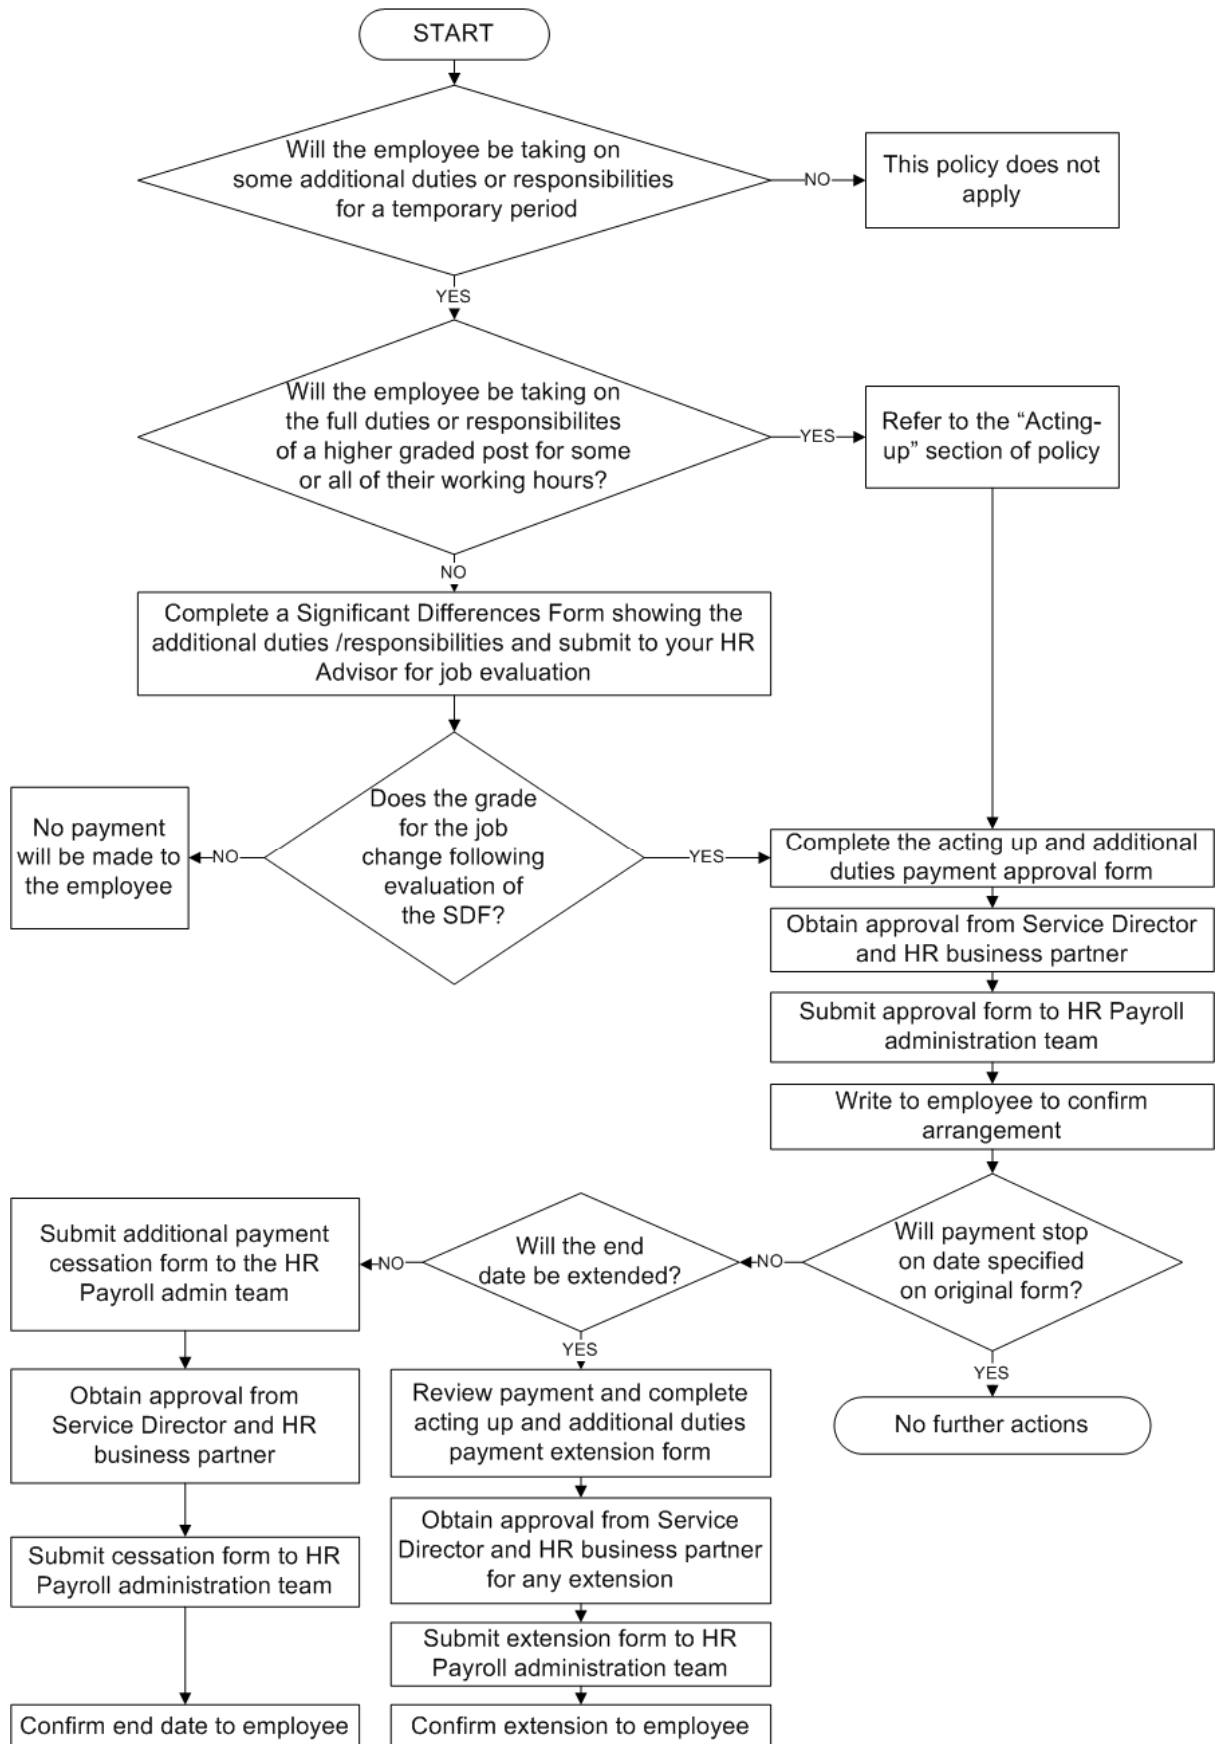 START
Will the employee be taking on
some additional duties or responsibilities
for a temporary period
NO
This policy does not
apply
YES
Will the employee be taking on
the full duties or responsibilites
of a higher graded post for some
or all of their working hours?
YES
Refer to the “Acting-
up” section of policy
NO
Complete a Significant Differences Form showing the
additional duties /responsibilities and submit to your HR
Advisor for job evaluation
Does the grade
for the job
change following
evaluation of
the SDF?
NO
No payment
will be made to
the employee
YES
Complete the acting up and additional
duties payment approval form
Obtain approval from Service Director
and HR business partner
Submit approval form to HR Payroll
administration team
Write to employee to confirm
arrangement
Will payment stop
on date specified
on original form?
YES
No further actions
NO
Will the end
date be extended?
NO
Submit additional payment
cessation form to the HR
Payroll admin team
Obtain approval from
Service Director and HR
business partner
Submit cessation form to HR
Payroll administration team
Confirm end date to employee
YES
Review payment and complete
acting up and additional duties
payment extension form
Obtain approval from Service
Director and HR business partner
for any extension
Submit extension form to HR
Payroll administration team
Confirm extension to employee